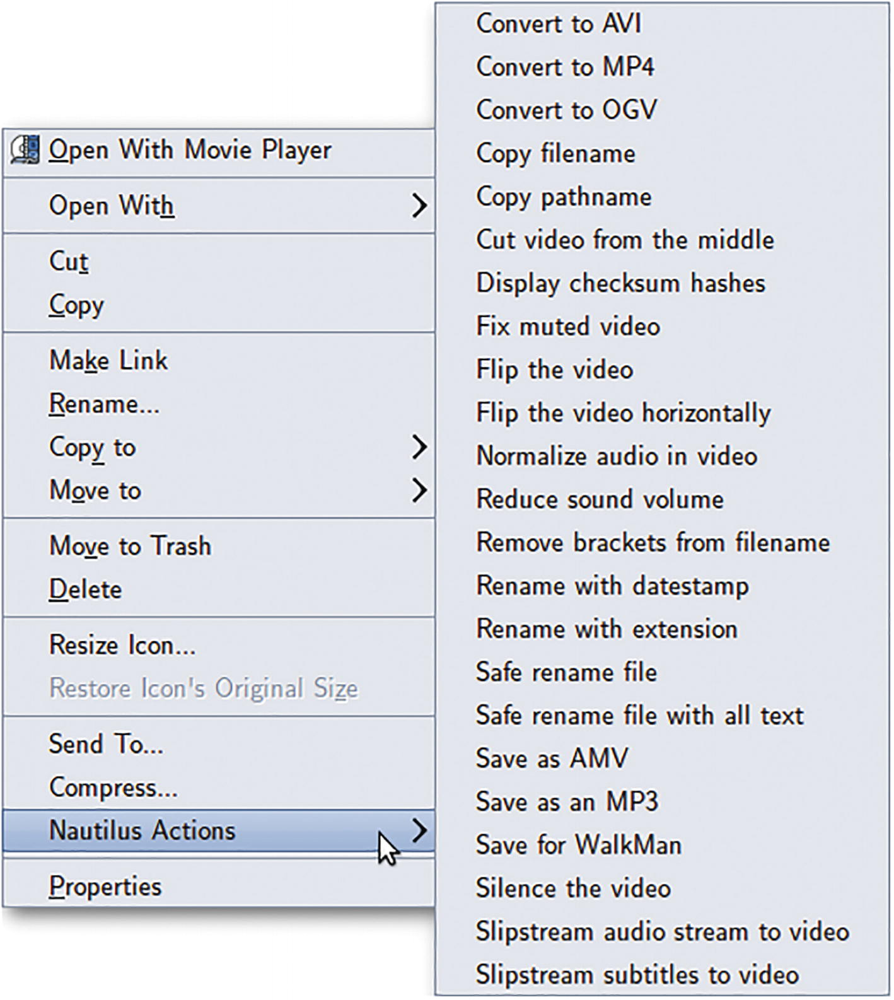 Open With Movie Player
Open With
Cut
Copy
Make Link
Rename...
Copy to
Move to
Move to Trash
Delete
Resize Icon...
Restore Icon's Original Size
Send To...
Compress...
Nautilus Actions
Properties
Convert to AVI
Convert to MP4
Convert to OGV
Copy filename
Copy pathname
Cut video from the middle
Display checksum hashes
Fix muted video
Flip the video
Flip the video horizontally
Normalize audio in video
Reduce sound volume
Remove brackets from filename
Rename with datestamp
Rename with extension
Safe rename file
Safe rename file with all text
Save as AMV
Save as an MP3
Save for WalkMan
Silence the video
Slipstream audio stream to video
Slipstream subtitles to video